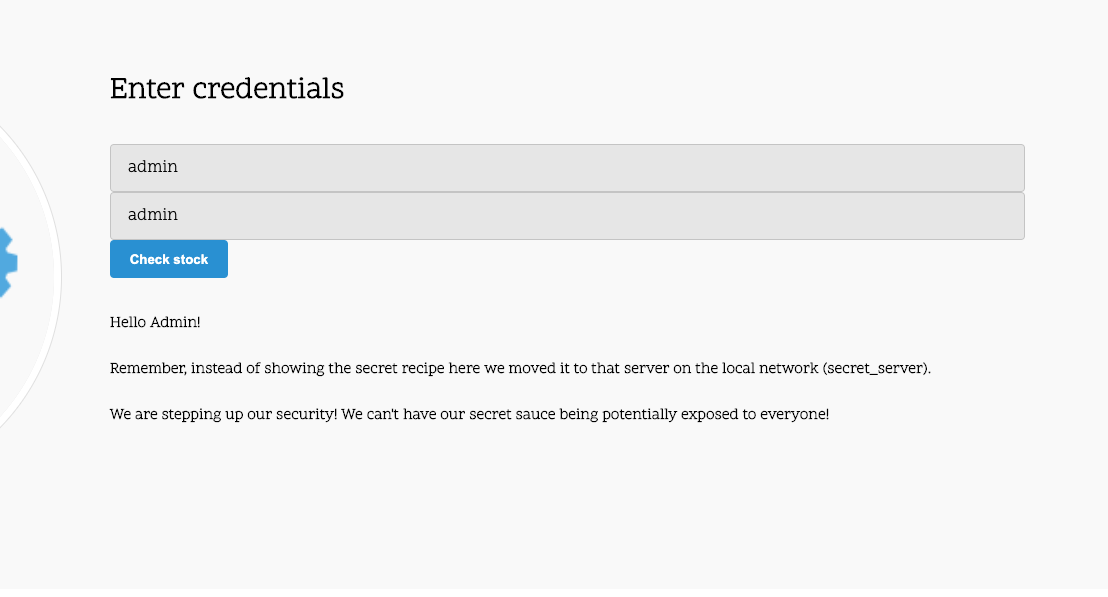 Enter credentials
admin
admin
Check stock
Hello Admin!
Remember, instead of showing the secret recipe here we moved it to that server on the local network (secret_server).
We are stepping up our security! We can't have our secret sauce being potentially exposed to everyone!